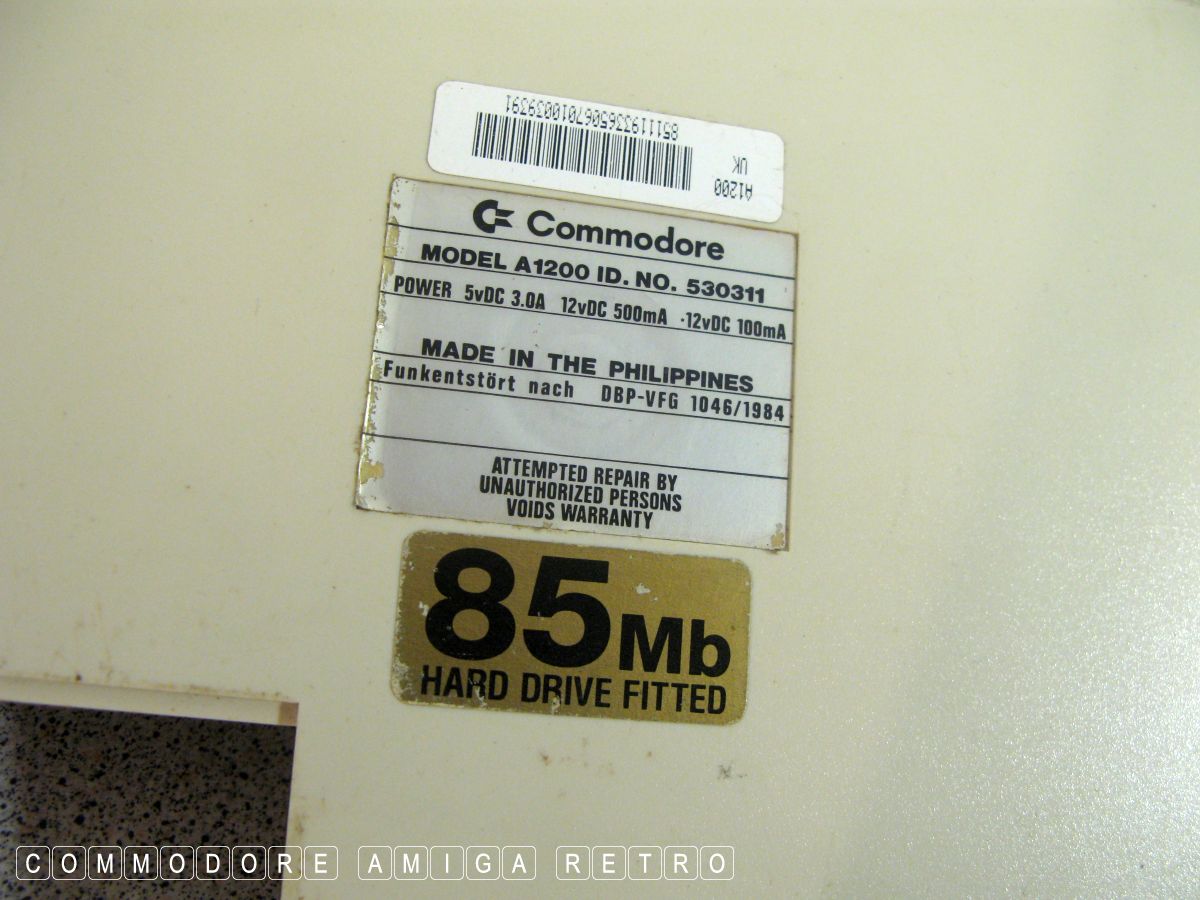 A1200
UK
Commodore
MODEL A1200 ID. NO. 530311
POWER 5vDC 3.0A 12vDC 500mA -12vDC 100mA
MADE IN THE PHILIPPINES
Funkentstört nach DBP-VFG 1046/1984
ATTEMPTED REPAIR BY
UNAUTHORIZED PERSONS
VOIDS WARRANTY
85Mb
HARD DRIVE FITTED
COMMODORE AMIGA RETRO